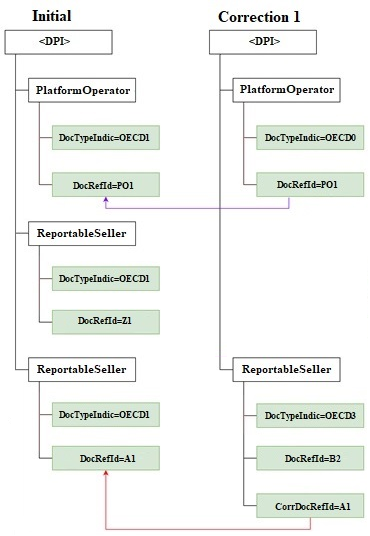 Initial
<DPI>
PlatformOperator
DocTypeIndic=OECD1
DocRefId=PO1
ReportableSeller
DocTypeIndic=OECD1
DocRefId=Z1
ReportableSeller
DocTypeIndic=OECD1
DocRefId=A1
Correction 1
<DPI>
PlatformOperator
DocTypeIndic=OECD0
DocRefId=PO1
ReportableSeller
DocTypeIndic=OECD3
DocRefId=B2
CorrDocRefId=A1